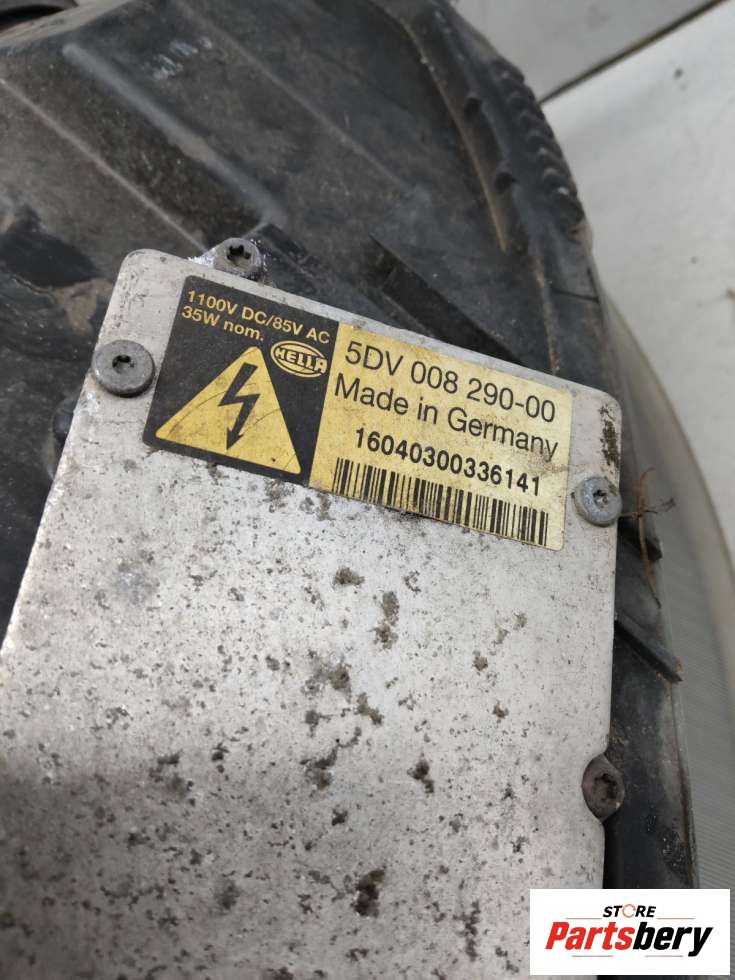 1100V DC/85V AC
35W nom.
HELLA
5DV 008 290-00
Made in Germany
16040300336141
STORE
Partsbery